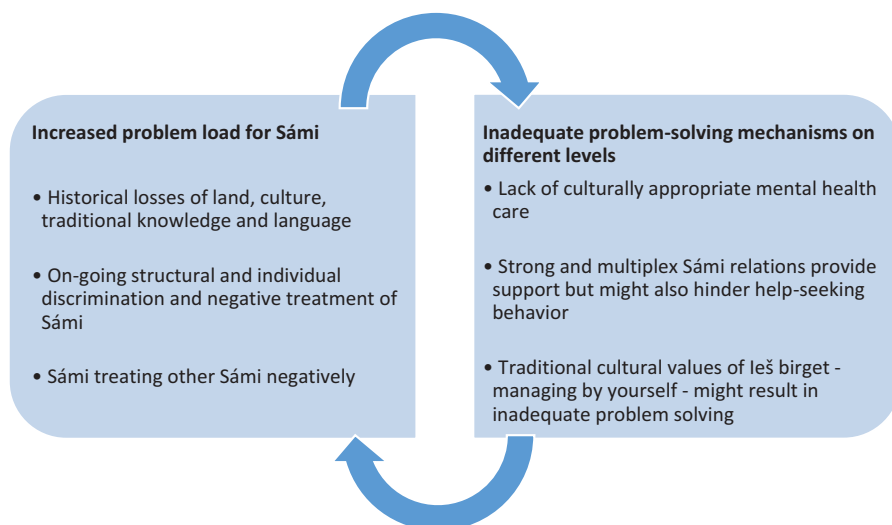 Increased problem load for Sámi
• Historical losses of land, culture,
traditional knowledge and language
• On-going structural and individual
discrimination and negative treatment of
Sámi
• Sámi treating other Sámi negatively
Inadequate problem-solving mechanisms on
different levels
• Lack of culturally appropriate mental health
care
• Strong and multiplex Sámi relations provide
support but might also hinder help-seeking
behavior
• Traditional cultural values of Ieš birget -
managing by yourself - might result in
inadequate problem solving